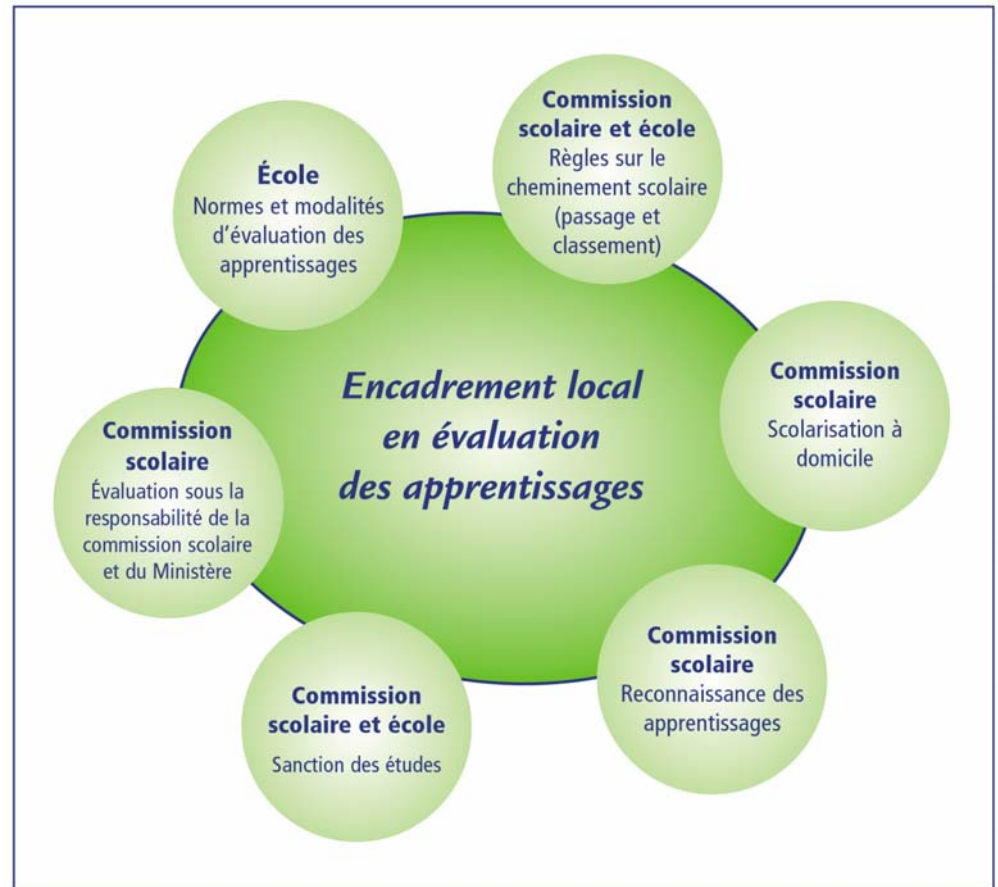 Commission
scolaire et école
Règles sur le
cheminement scolaire
(passage et
classement)
École
Normes et modalités
d'évaluation des
apprentissages
Encadrement local
en évaluation
des apprentissages
Commission
scolaire
Scolarisation à
domicile
Commission
scolaire
Évaluation sous la
responsabilité de la
commission scolaire
et du Ministère
Commission
scolaire
Reconnaissance des
apprentissages
Commission
scolaire et école
Sanction des études